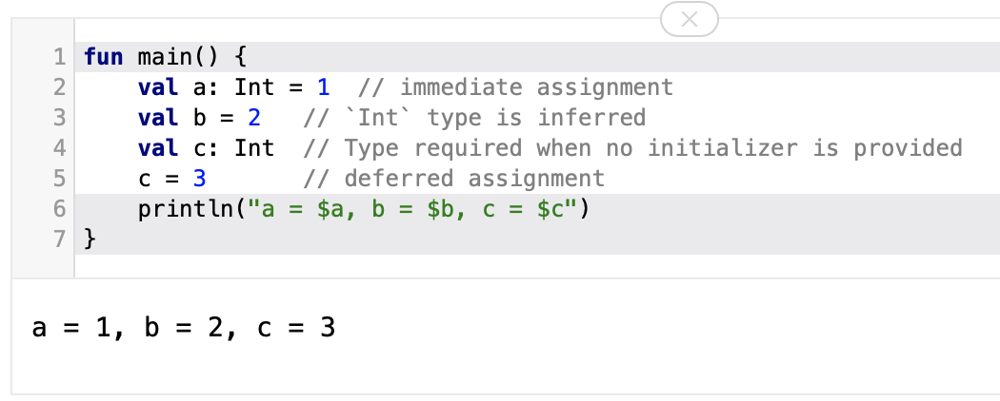 1 fun main() {
2     val a: Int = 1  // immediate assignment
3     val b = 2   // `Int` type is inferred
4     val c: Int  // Type required when no initializer is provided
5     c = 3       // deferred assignment
6     println("a = $a, b = $b, c = $c")
7 }
a = 1, b = 2, c = 3